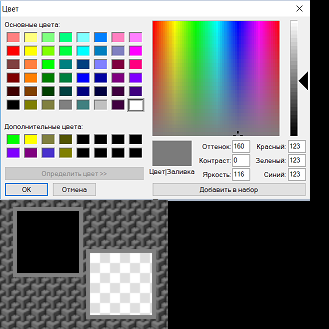 Цвет
Основные цвета:
Дополнительные цвета:
Определить цвет >>
ОК
Отмена
Цвет|Заливка
Оттенок: 160
Контраст: 0
Яркость: 116
Красный: 123
Зеленый: 123
Синий: 123
Добавить в набор